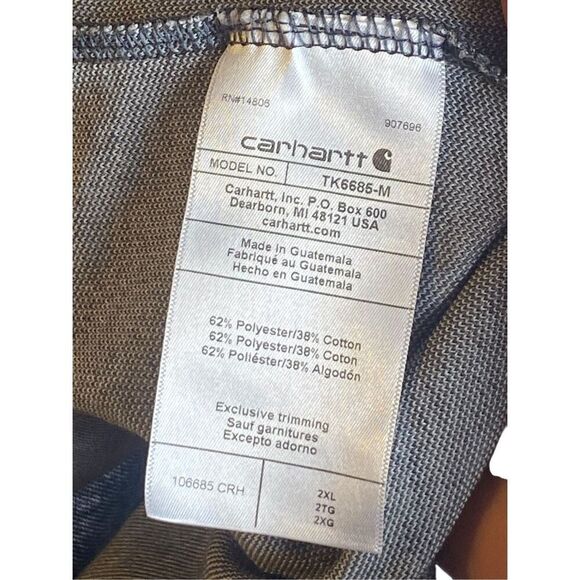 RN#14806
907696
carhartt
MODEL NO. TK6685-M
Carhartt, Inc. P.O. Box 600
Dearborn, MI 48121 USA
carhartt.com
Made in Guatemala
Fabriqué au Guatemala
Hecho en Guatemala
62% Polyester/38% Cotton
62% Polyester/38% Coton
62% Poliéster/38% Algodón
Exclusive trimming
Sauf garnitures
Excepto adorno
106685 CRH
2XL
2TG
2XG